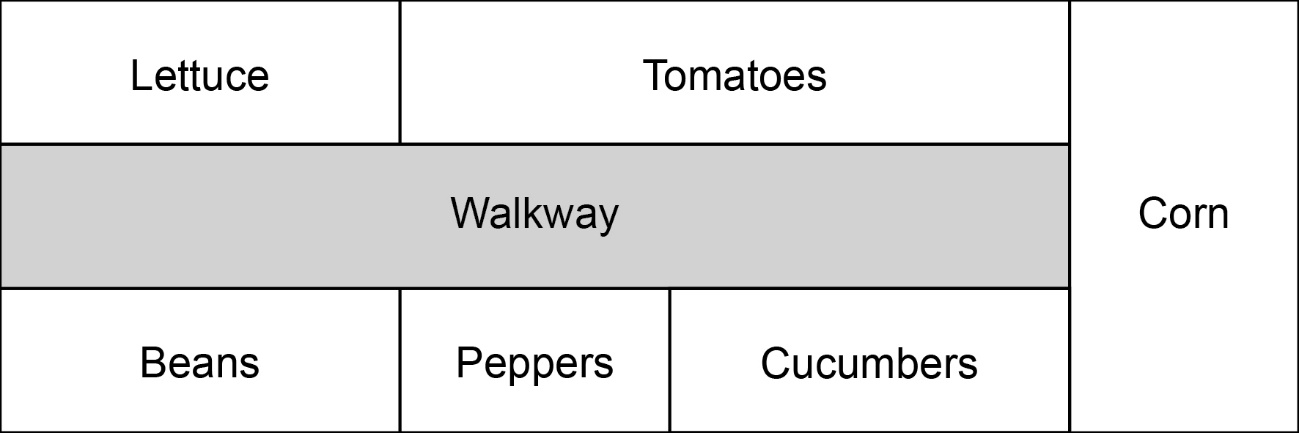 Lettuce
Tomatoes
Walkway
Corn
Beans
Peppers
Cucumbers